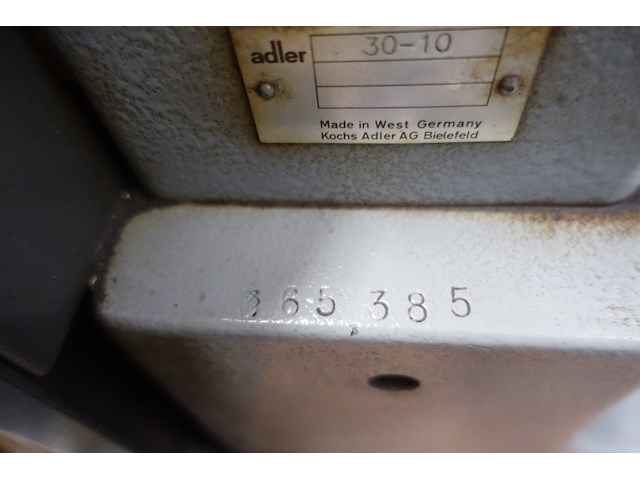 adler 30-10
Made in West Germany
Kochs Adler AG Bielefeld
365 385